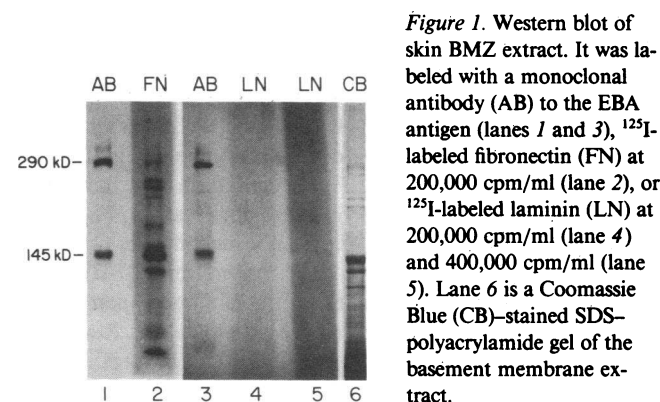 AB FN AB LN LN CB
290 kD–
145 kD–
1 2 3 4 5 6
Figure 1. Western blot of
skin BMZ extract. It was la-
beled with a monoclonal
antibody (AB) to the EBA
antigen (lanes 1 and 3), ¹²⁵I-
labeled fibronectin (FN) at
200,000 cpm/ml (lane 2), or
¹²⁵I-labeled laminin (LN) at
200,000 cpm/ml (lane 4)
and 400,000 cpm/ml (lane
5). Lane 6 is a Coomassie
Blue (CB)–stained SDS–
polyacrylamide gel of the
basement membrane ex-
tract.